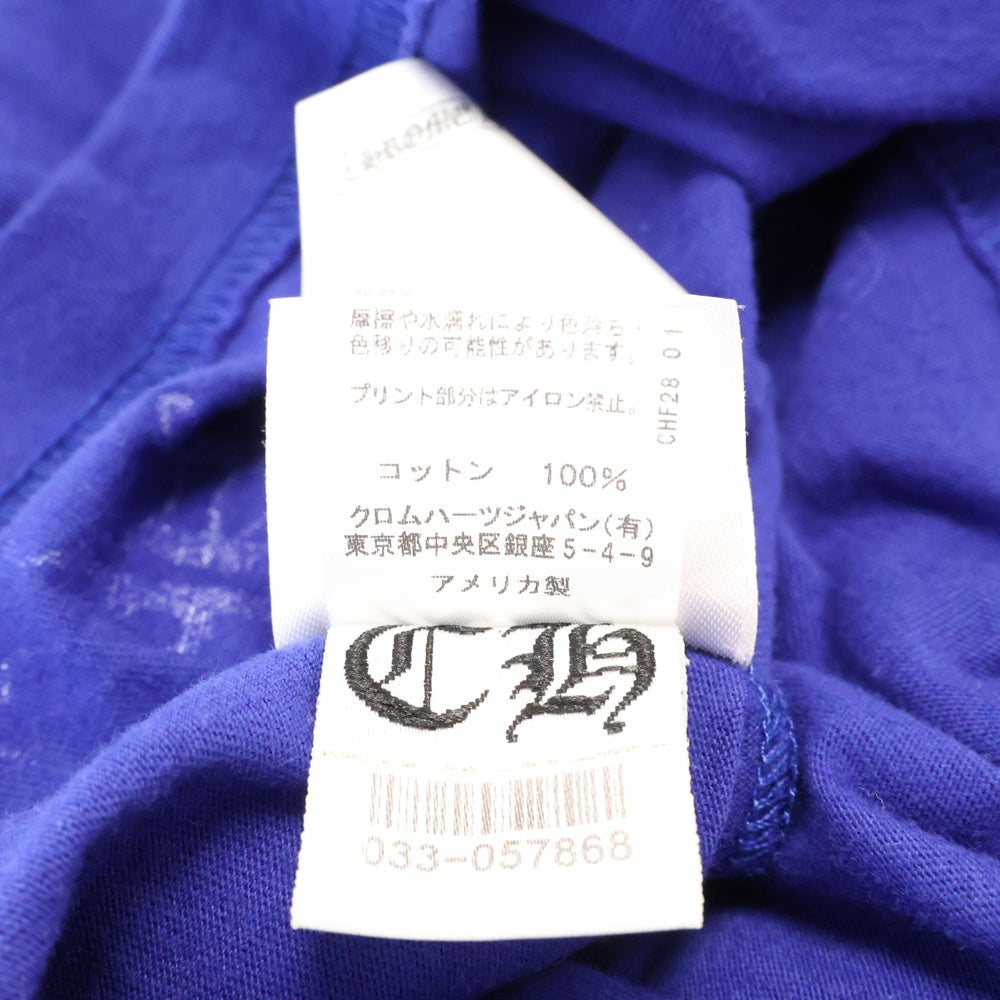 CHROME
摩擦や水濡れにより色落ち・
色移りの可能性があります。
プリント部分はアイロン禁止。
CHF28 01
コットン 100%
クロムハーツジャパン(有)
東京都中央区銀座5-4-9
アメリカ製
CH
033-057868